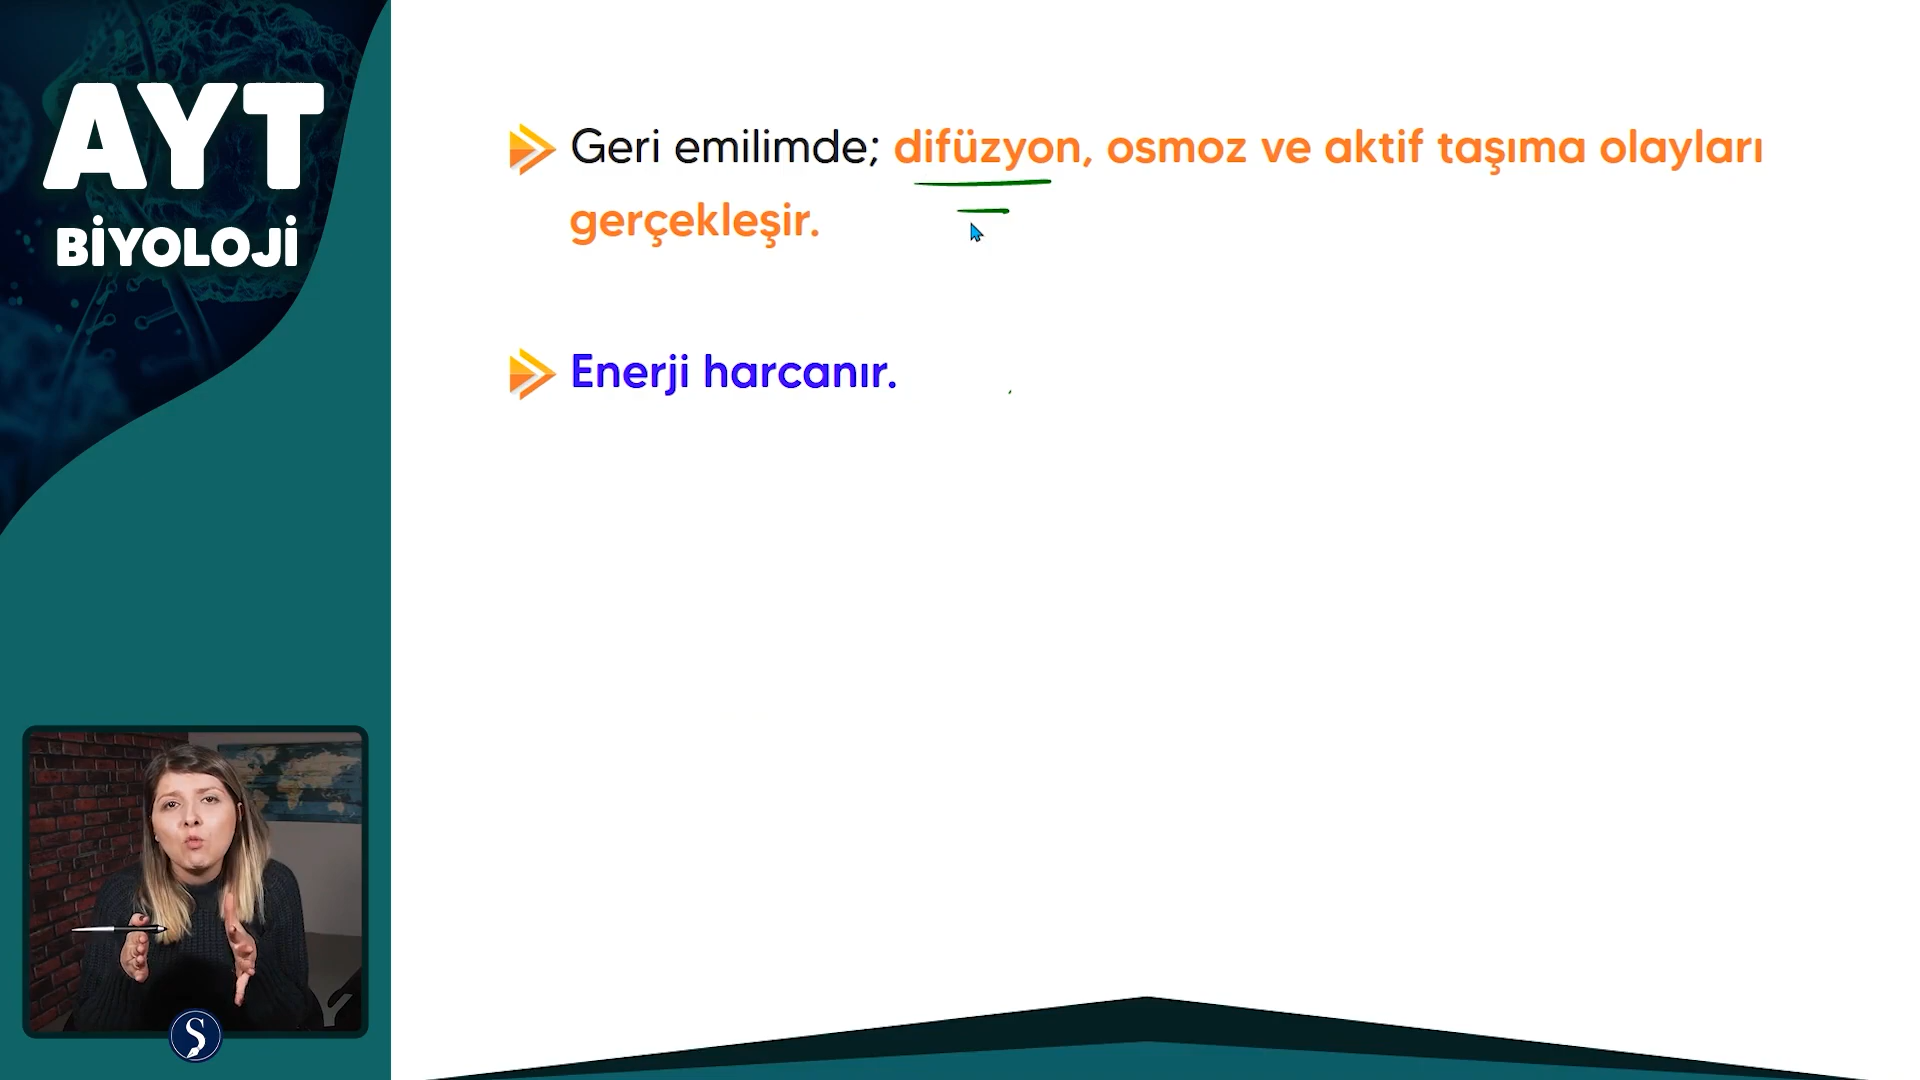 AYT
BİYOLOJİ
Geri emilimde; difüzyon, osmoz ve aktif taşıma olayları
gerçekleşir.
Enerji harcanır.
Ş